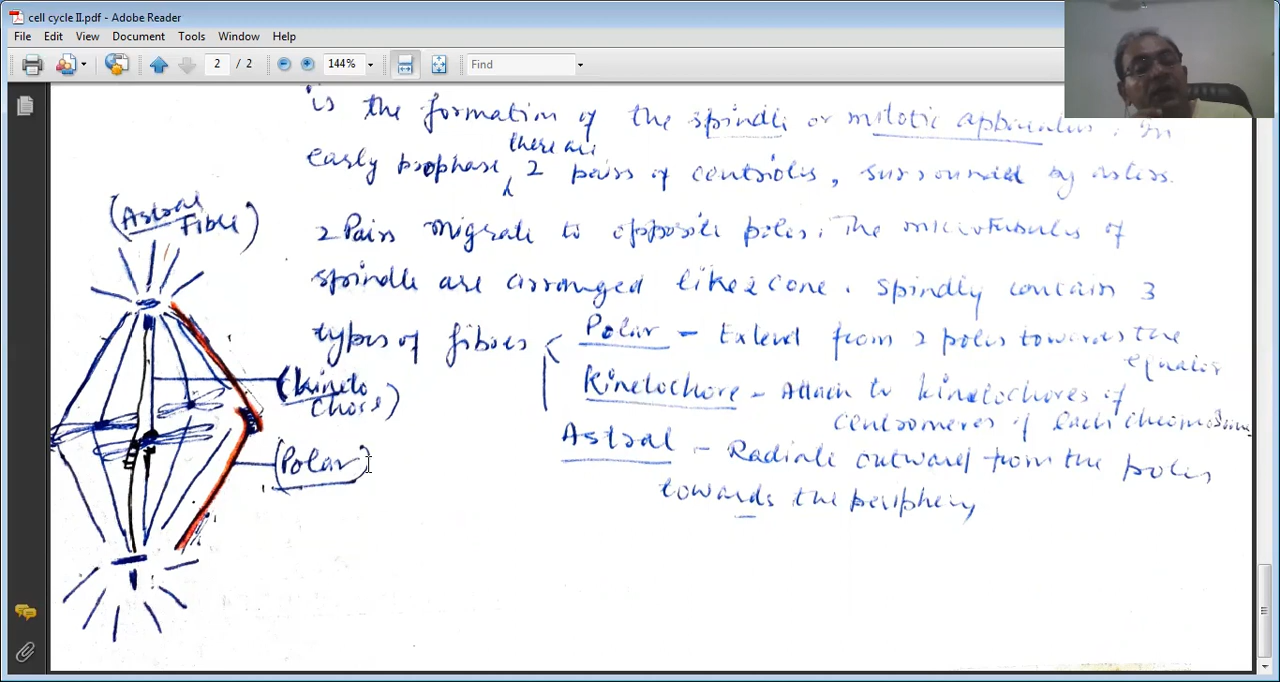 cell cycle II.pdf - Adobe Reader
File Edit View Document Tools Window Help
2 / 2 144% Find
is the formation of the spindle or mitotic apparatus. In
early prophase there are 2 pairs of centrioles, surrounded by asters.
2 Pairs migrate to opposite poles. The microtubules of
spindle are arranged like 2 cone. Spindly contain 3
types of fibres
Polar - Extend from 2 poles towards the
equator
Kinetochore - Attach to kinetochores of
centromeres of each chromosome
Astral - Radiate outward from the poles
towards the periphery
(Astral
Fibre)
(Kineto
chore)
(Polar)